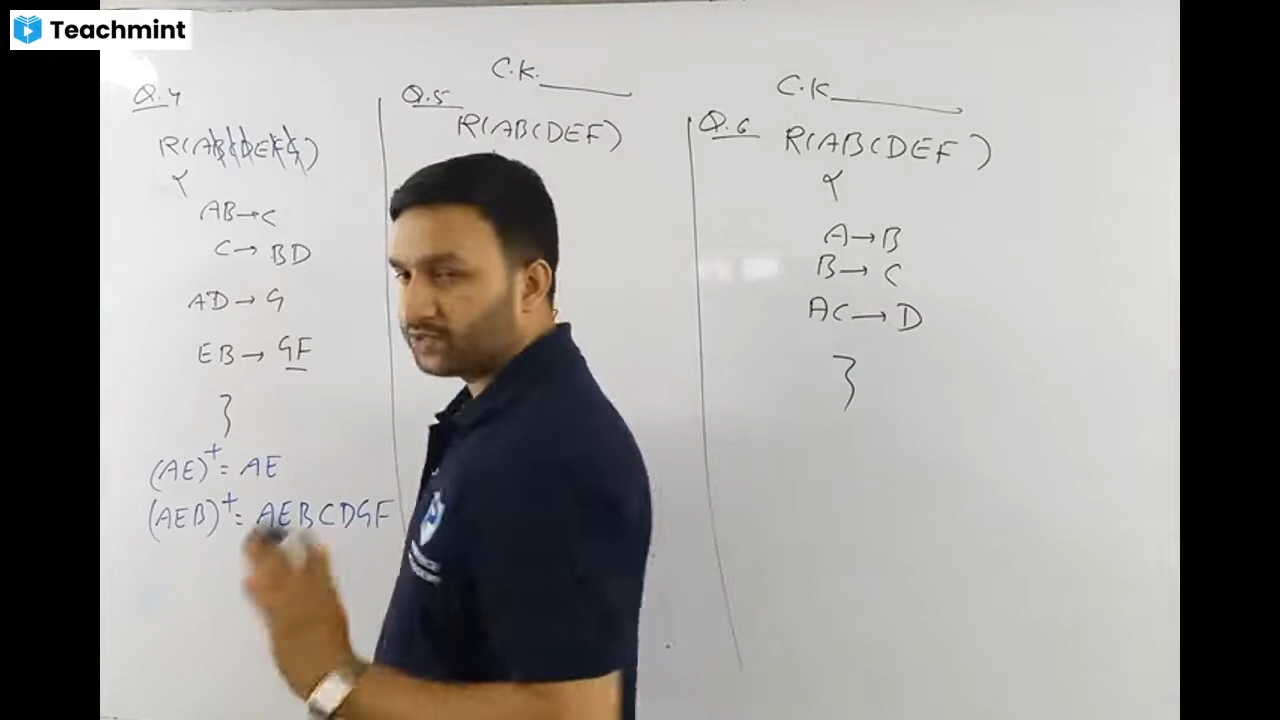 Teachmint
Q.4
R(ABCDEFG)
{
AB→C
C→BD
AD→G
EB→GF
}
(AE)⁺= AE
(AEB)⁺= AEBCDGF
C.K.
Q.5
R(ABCDEF)
C.K
Q.6 R(ABCDEF)
{
A→B
B→C
AC→D
}